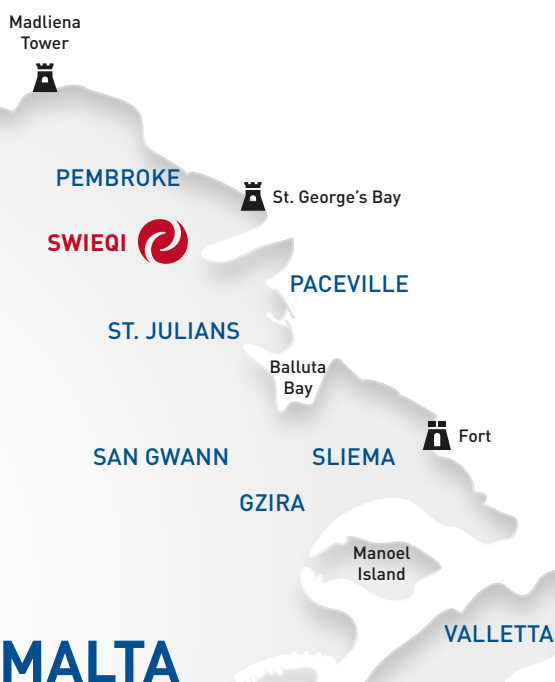 Madliena
Tower
PEMBROKE
St. George's Bay
SWIEQI
PACEVILLE
ST. JULIANS
Balluta
Bay
Fort
SAN GWANN
SLIEMA
GZIRA
Manoel
Island
VALLETTA
MALTA